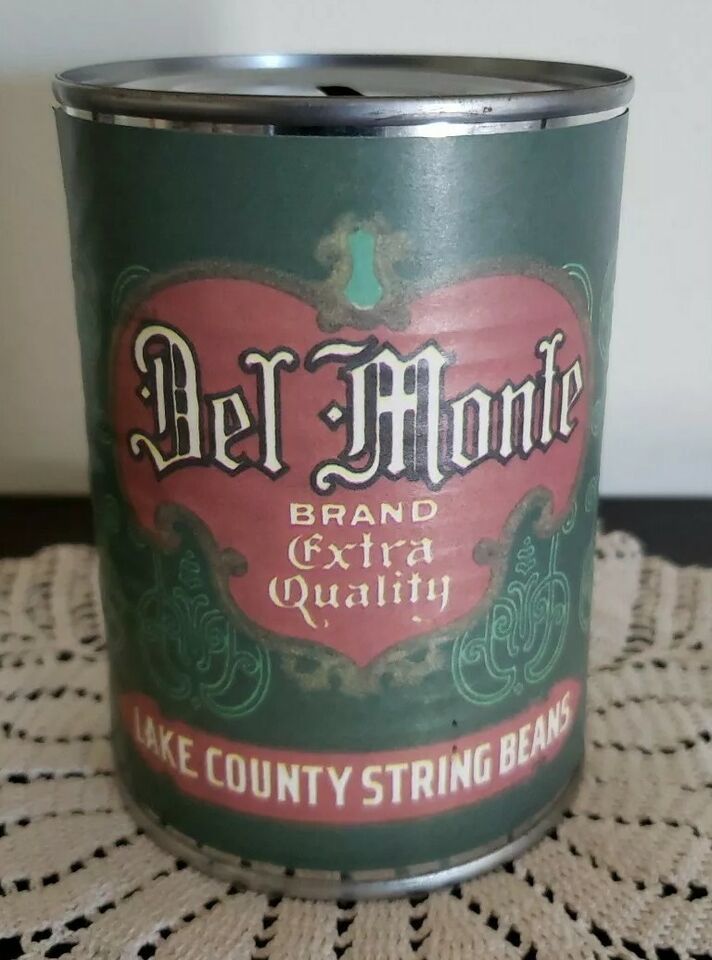 Del Monte
BRAND
Extra
Quality
LAKE COUNTY STRING BEANS